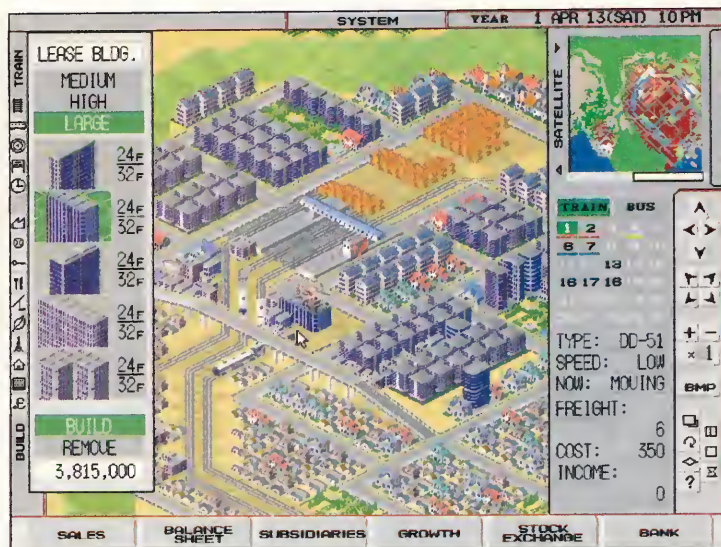 SYSTEM
YEAR 1 APR 13(SAT) 10PM
TRAIN
BUILD
LEASE BLDG.
MEDIUM
HIGH
LARGE
24F
32F
24F
32F
24F
32F
24F
32F
24F
32F
BUILD
REMOVE
3,815,000
SATELLITE
TRAIN BUS
1 2
6 7
13
16 17 18
TYPE: DD-51
SPEED: LOW
NOW: MOVING
FREIGHT:
6
COST: 350
INCOME:
0
+ -
× 1
BMP
?
SALES
BALANCE SHEET
SUBSIDIARIES
GROWTH
STOCK EXCHANGE
BANK